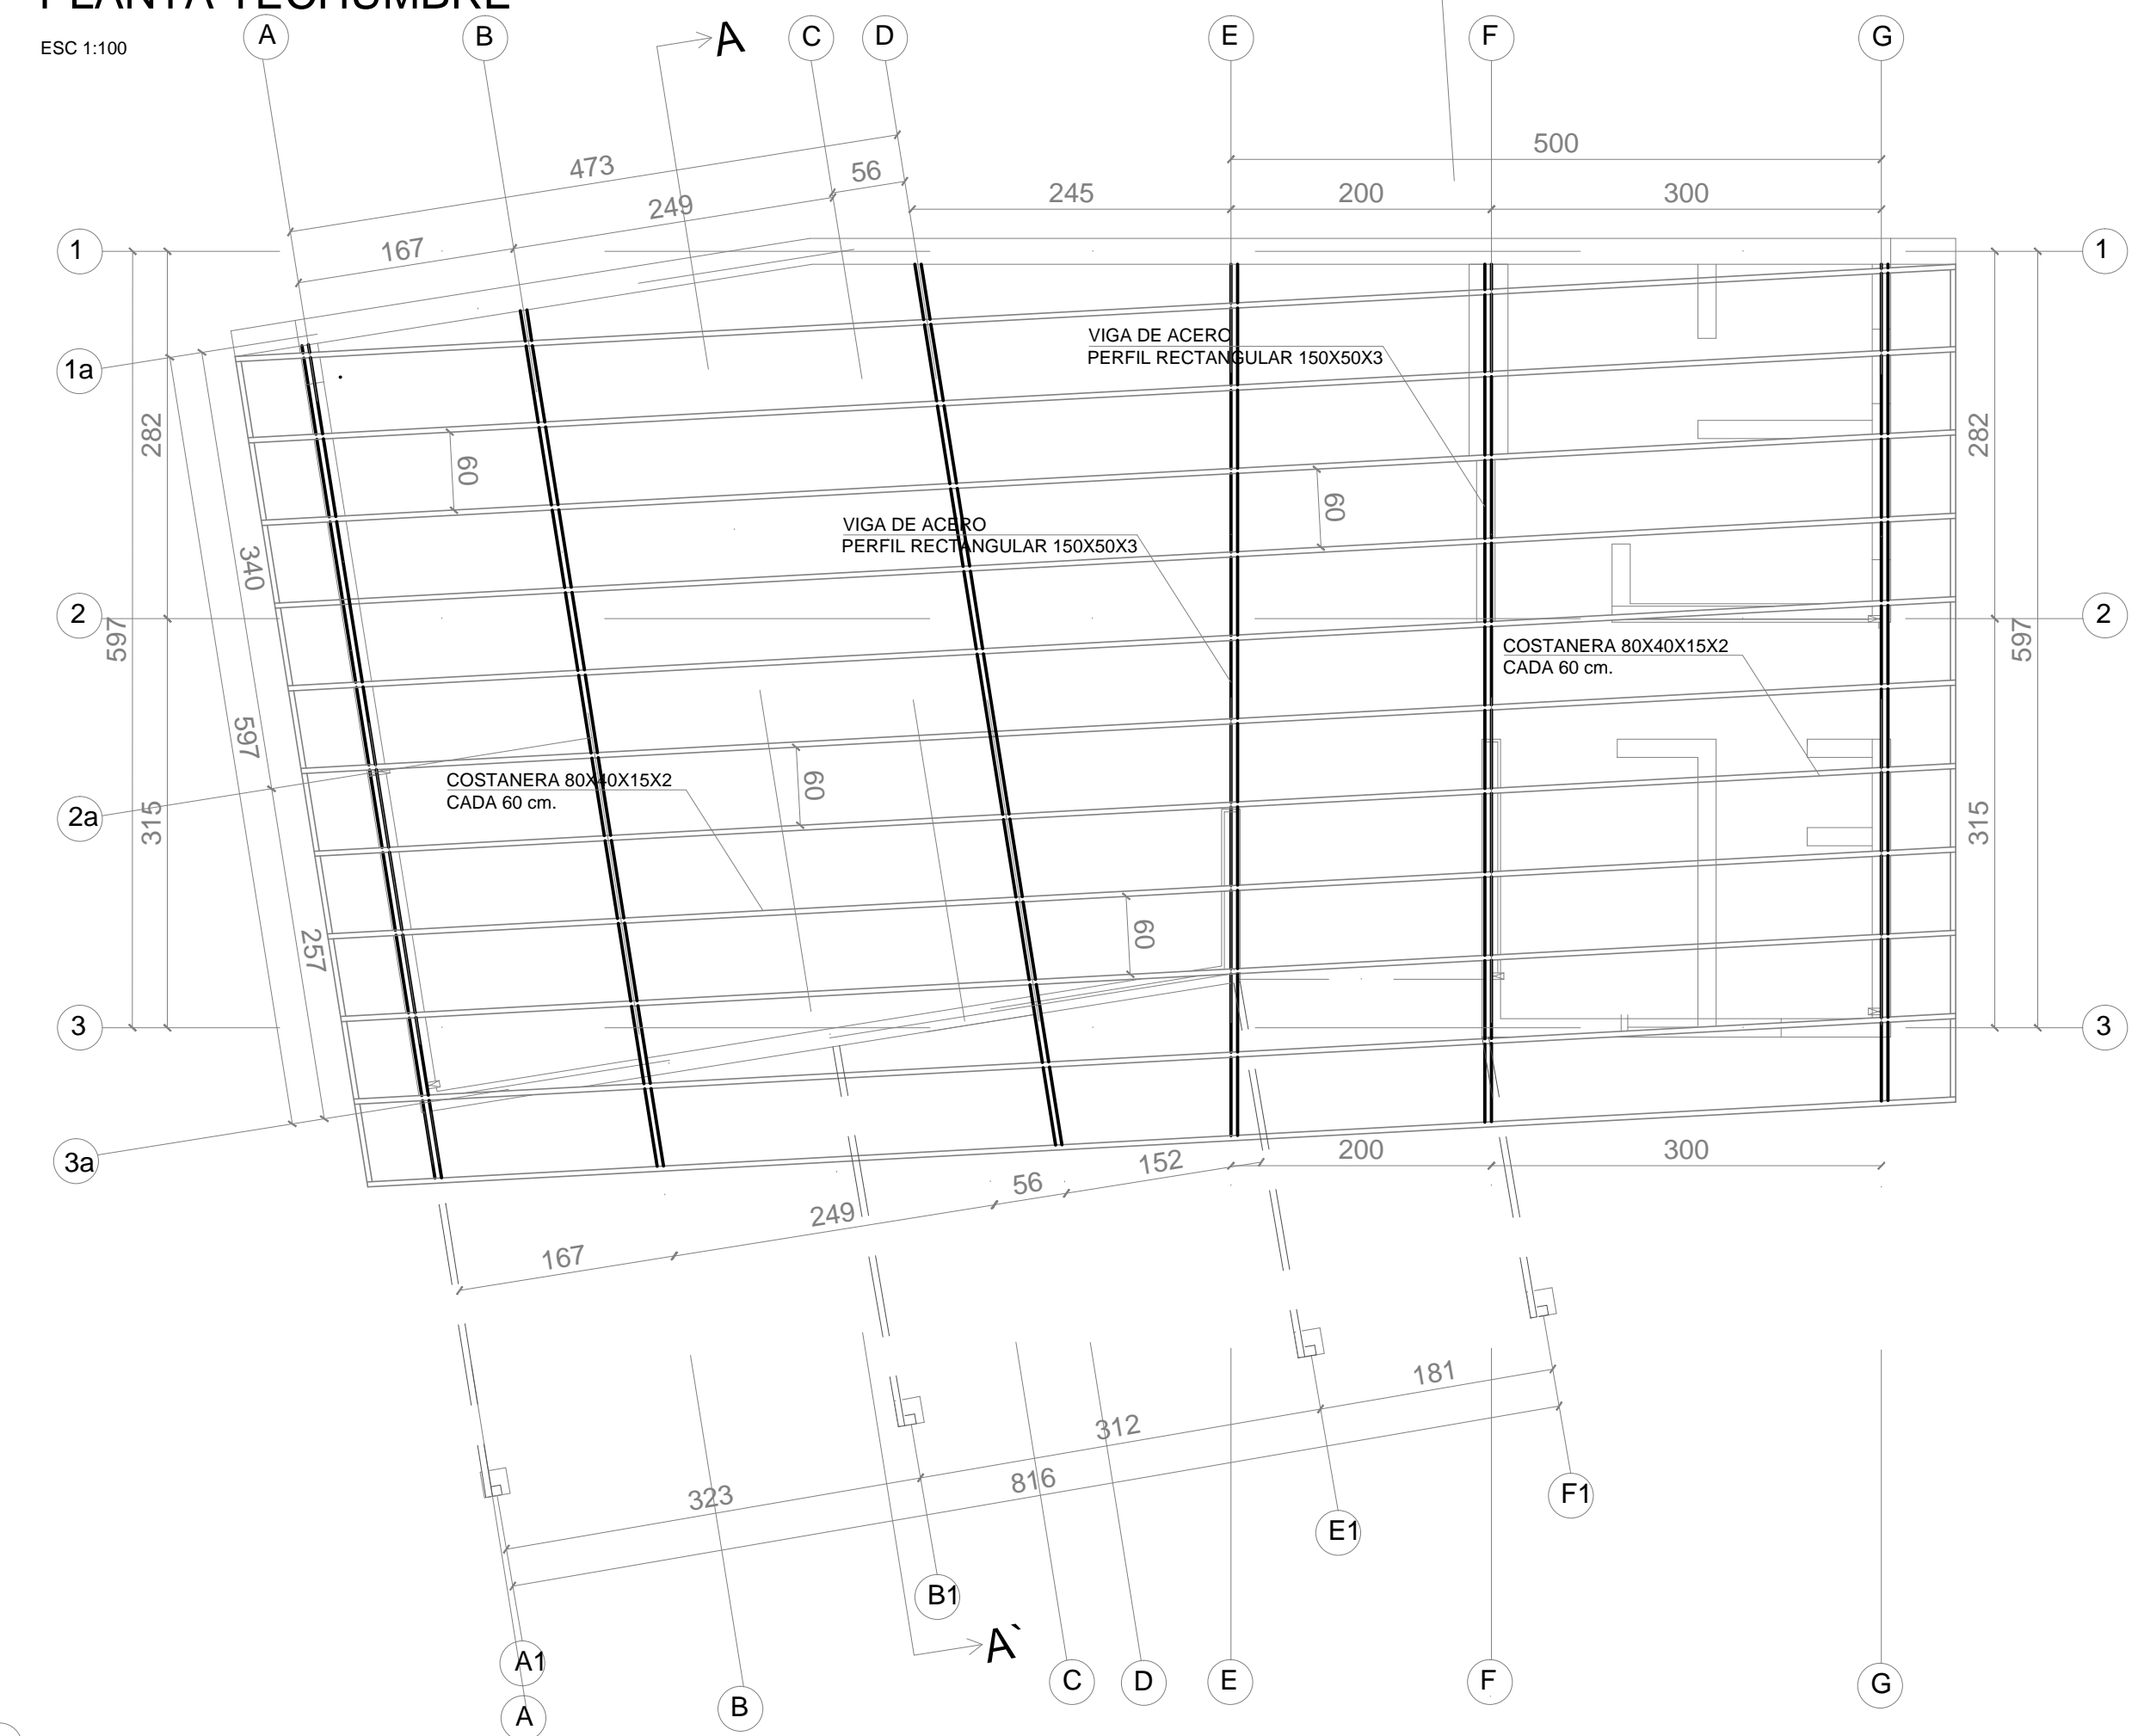 PLANTA TECHUMBRE
ESC 1:100
A
B
A
C
D
E
F
G
473
56
249
167
500
245
200
300
1
1
1a
282
282
VIGA DE ACERO
PERFIL RECTANGULAR 150X50X3
60
60
VIGA DE ACERO
PERFIL RECTANGULAR 150X50X3
340
2
2
597
597
COSTANERA 80X40X15X2
CADA 60 cm.
597
COSTANERA 80X40X15X2
CADA 60 cm.
60
2a
315
315
60
257
3
3
3a
152
200
300
56
249
167
181
312
816
323
F1
E1
B1
A`
A1
A
B
C
D
E
F
G